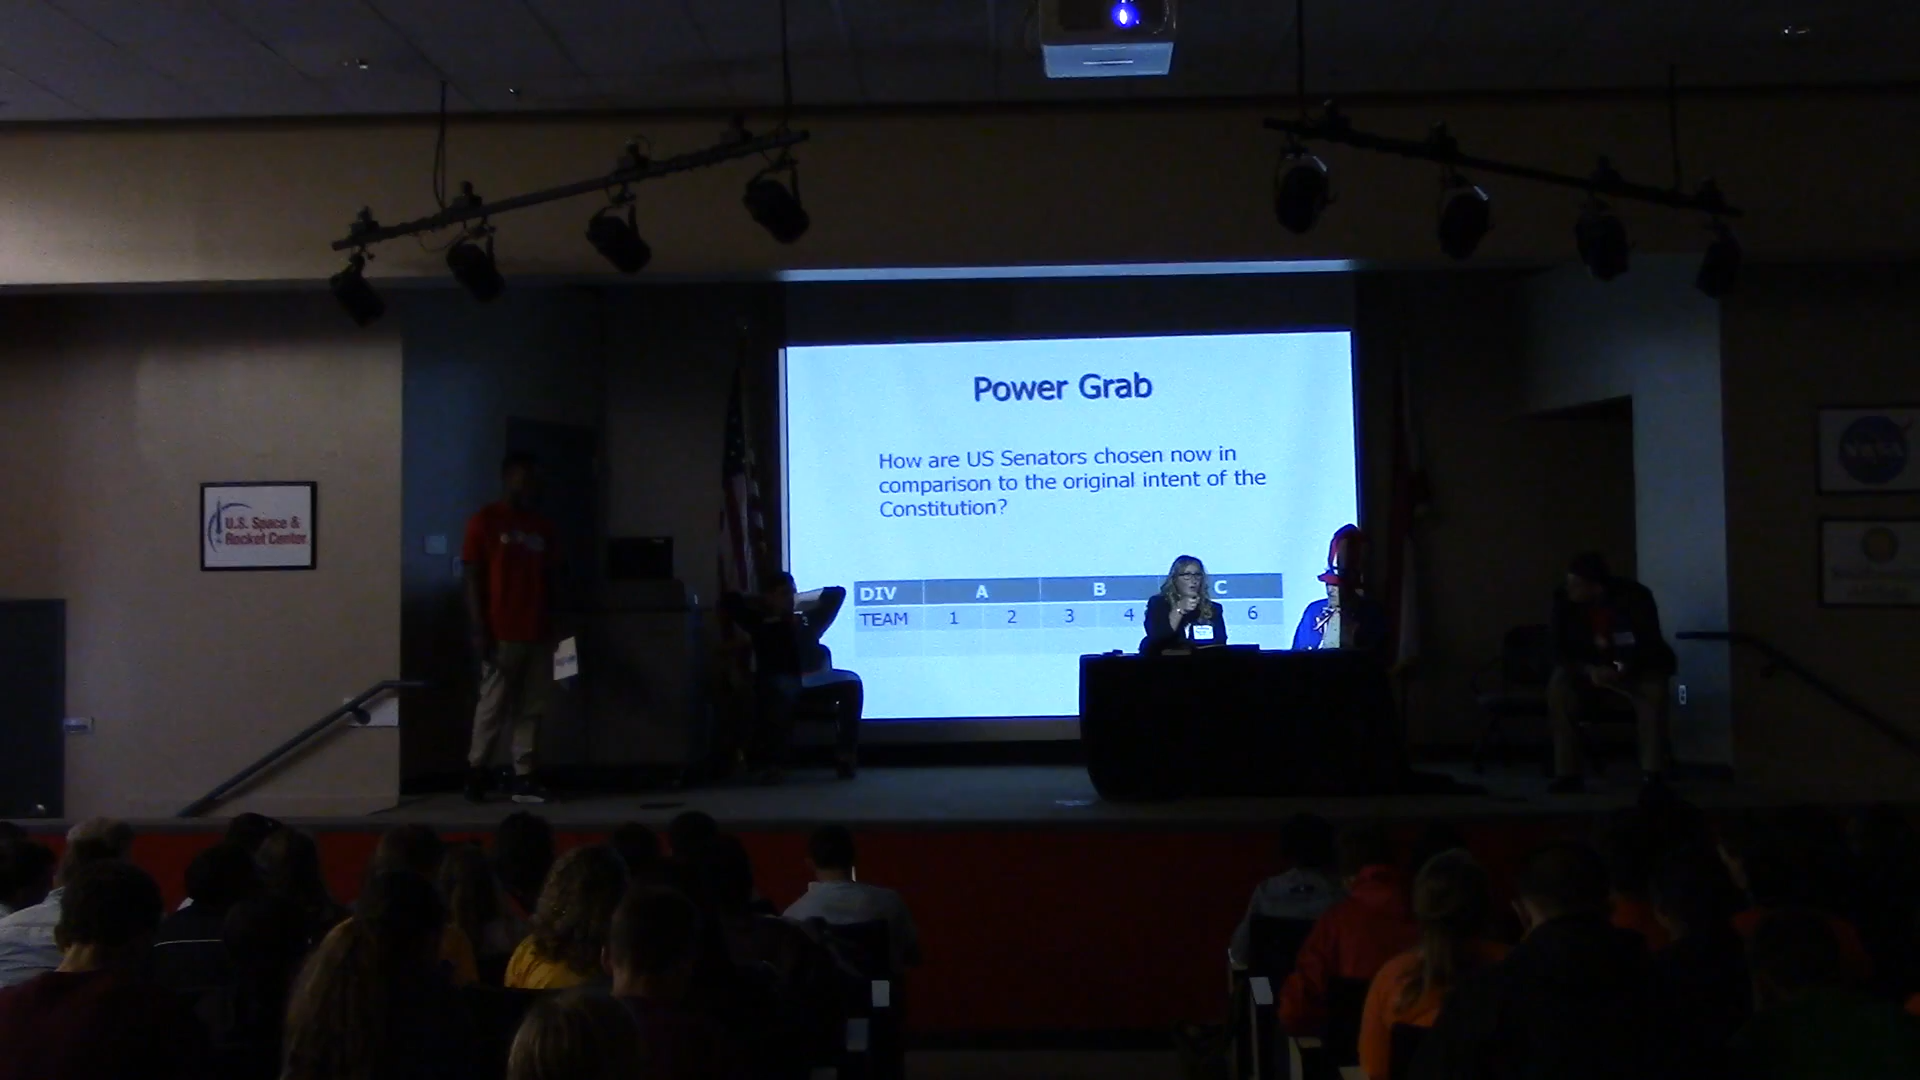 Power Grab
How are US Senators chosen now in
comparison to the original intent of the
Constitution?
DIV A B C
TEAM 1 2 3 4 6
U.S. Space &
Rocket Center
NASA